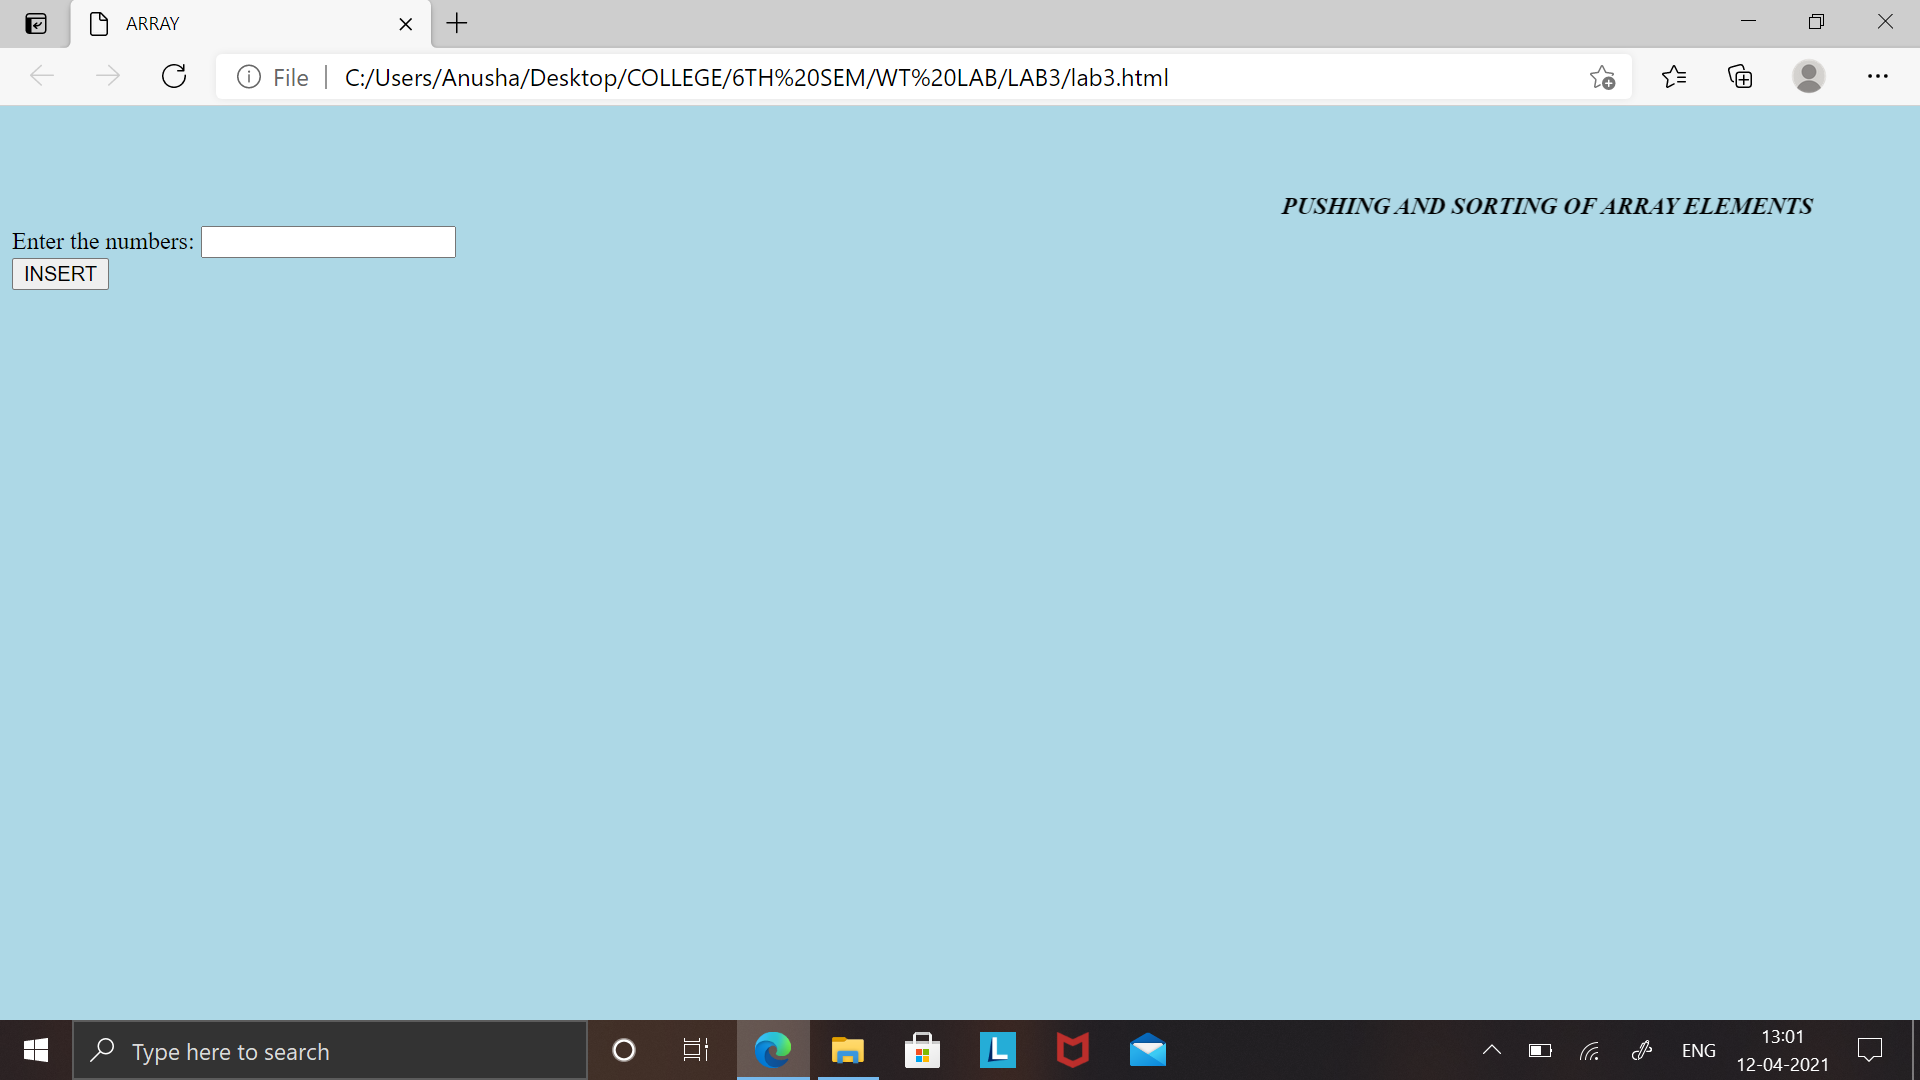 ARRAY
File | C:/Users/Anusha/Desktop/COLLEGE/6TH%20SEM/WT%20LAB/LAB3/lab3.html
PUSHING AND SORTING OF ARRAY ELEMENTS
Enter the numbers:
INSERT
Type here to search
L
ENG
13:01
12-04-2021